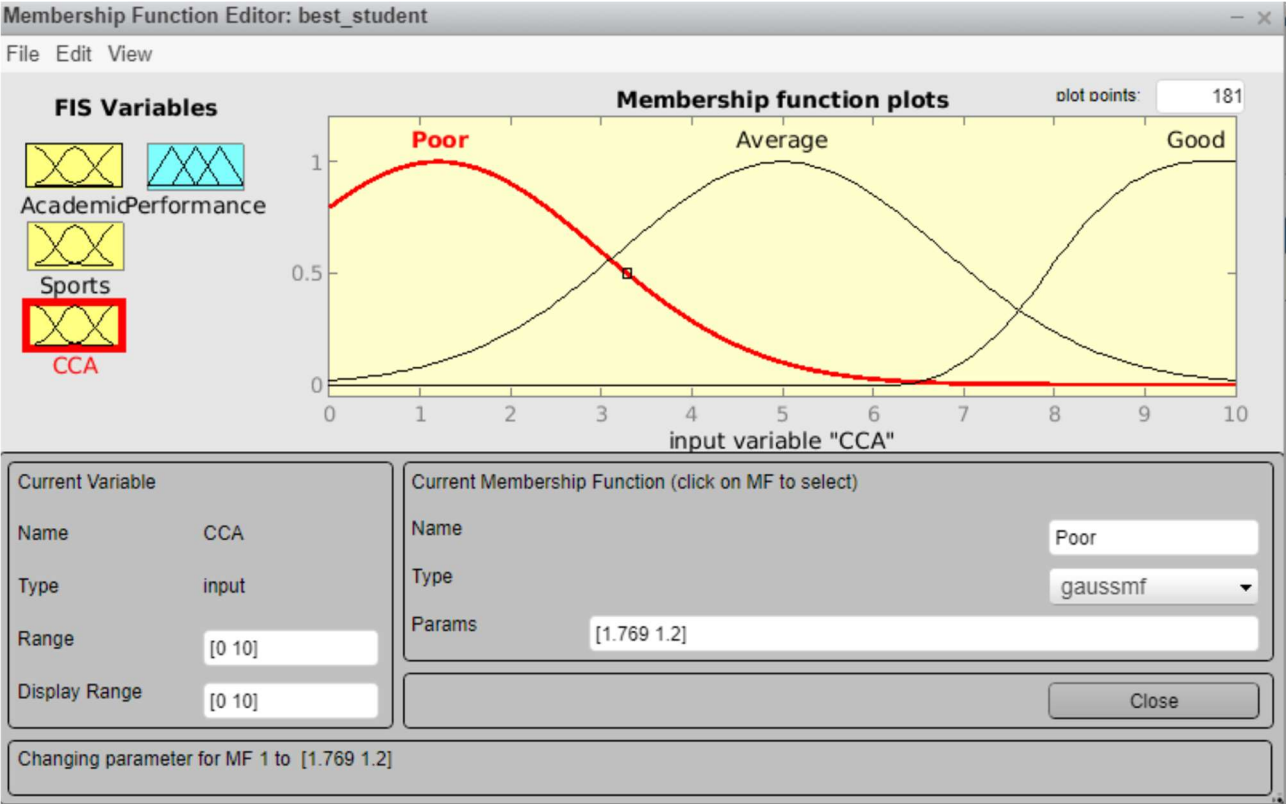 Membership Function Editor: best_student
File Edit View
FIS Variables
Academic
Performance
Sports
CCA
Membership function plots
plot points: 181
Poor
Average
Good
1
0.5
0
0 1 2 3 4 5 6 7 8 9 10
input variable "CCA"
Current Variable
Name CCA
Type input
Range [0 10]
Display Range [0 10]
Current Membership Function (click on MF to select)
Name Poor
Type gaussmf
Params [1.769 1.2]
Close
Changing parameter for MF 1 to [1.769 1.2]